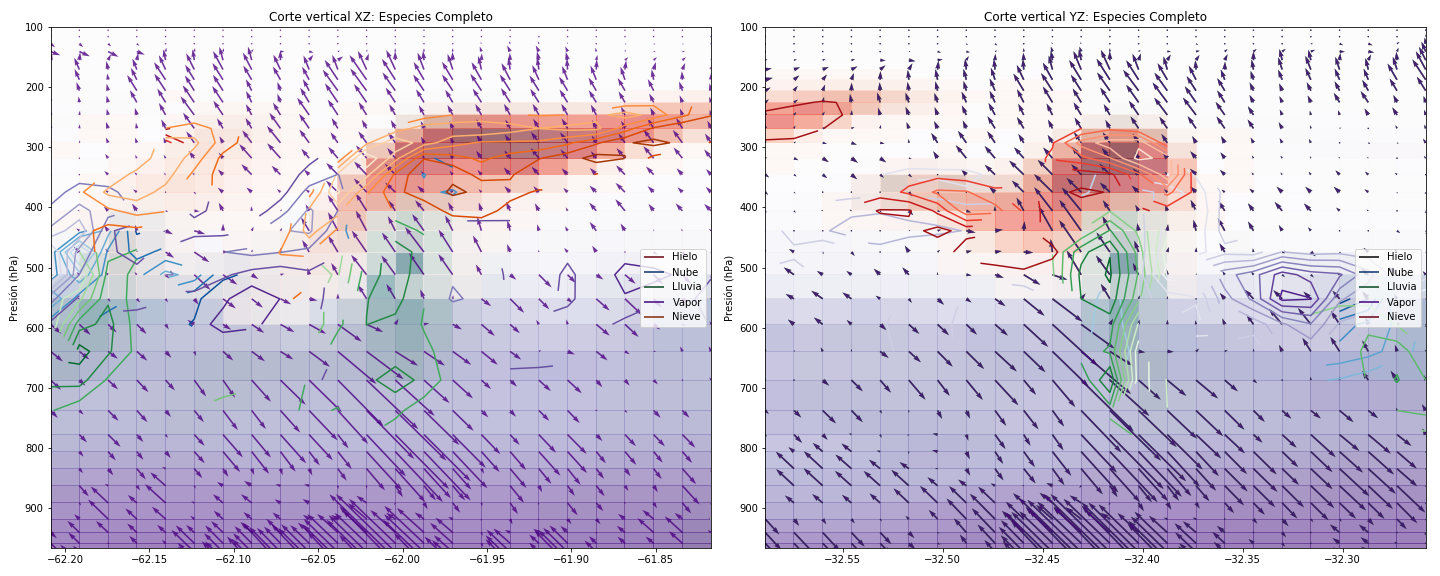 Corte vertical XZ: Especies Completo
100
200
300
400
500
600
700
800
900
Presión (hPa)
Hielo
Nube
Lluvia
Vapor
Nieve
−62.20
−62.15
−62.10
−62.05
−62.00
−61.95
−61.90
−61.85
Corte vertical YZ: Especies Completo
100
200
300
400
500
600
700
800
900
Presión (hPa)
Hielo
Nube
Lluvia
Vapor
Nieve
−32.55
−32.50
−32.45
−32.40
−32.35
−32.30